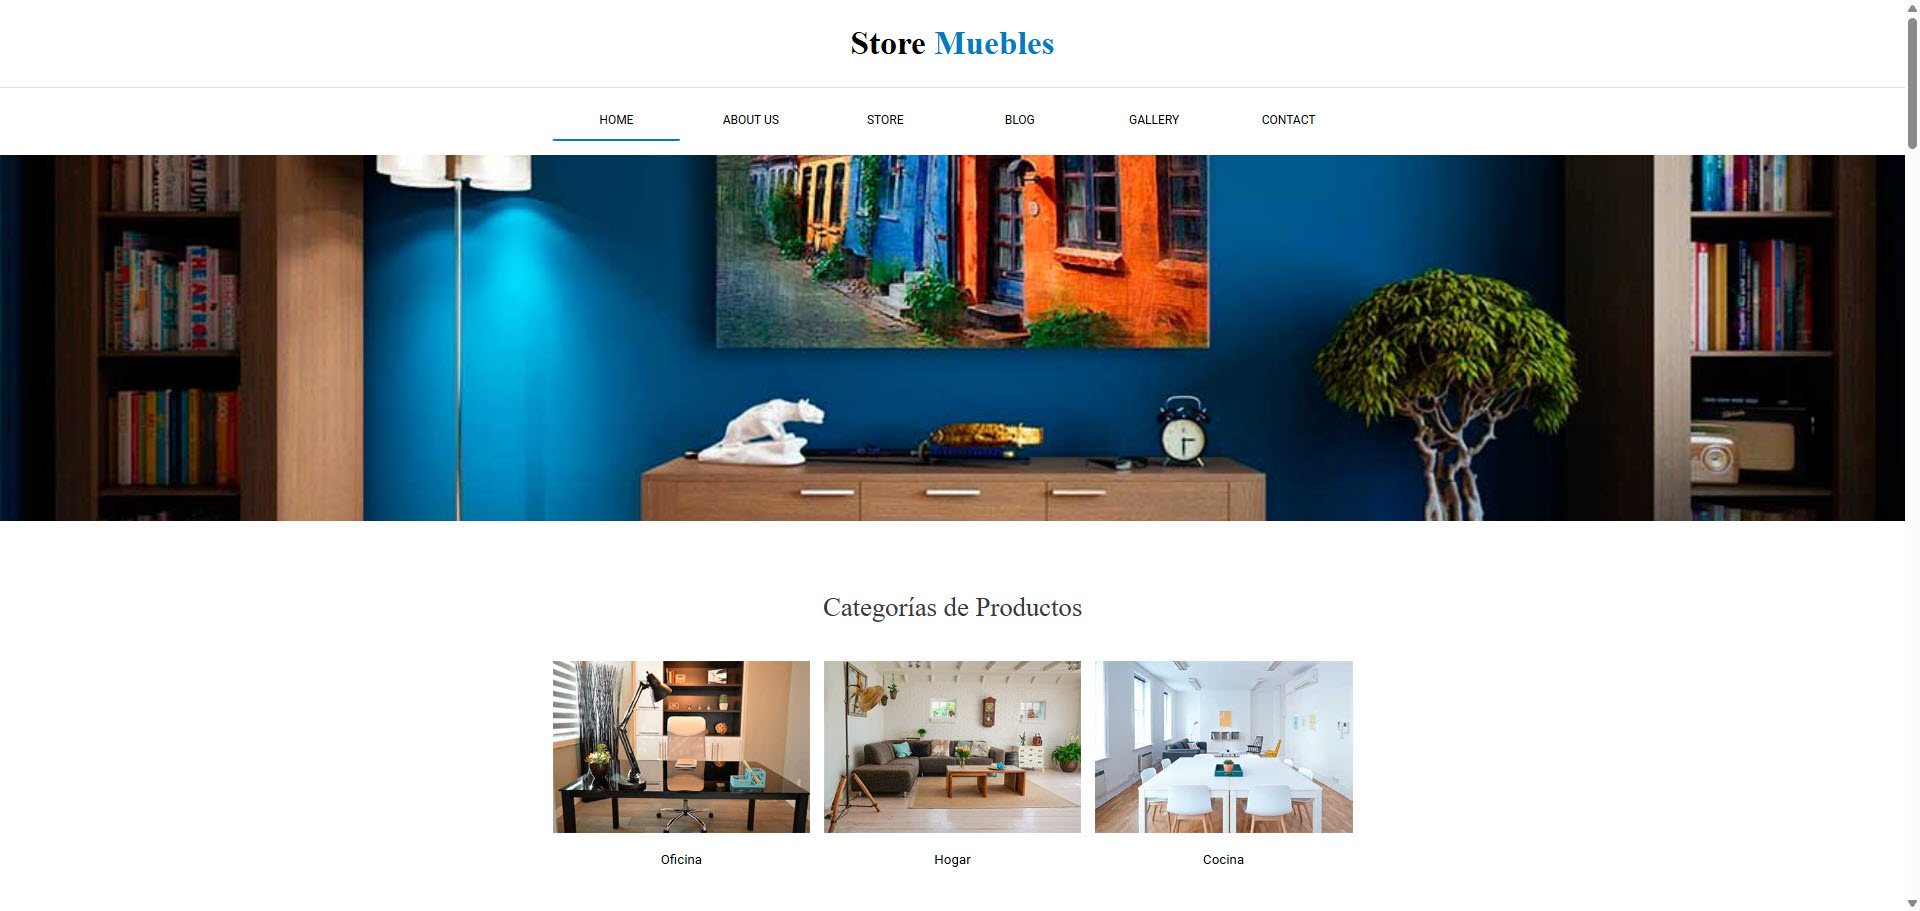 Store Muebles
HOME ABOUT US STORE BLOG GALLERY CONTACT
Categorías de Productos
Oficina Hogar Cocina